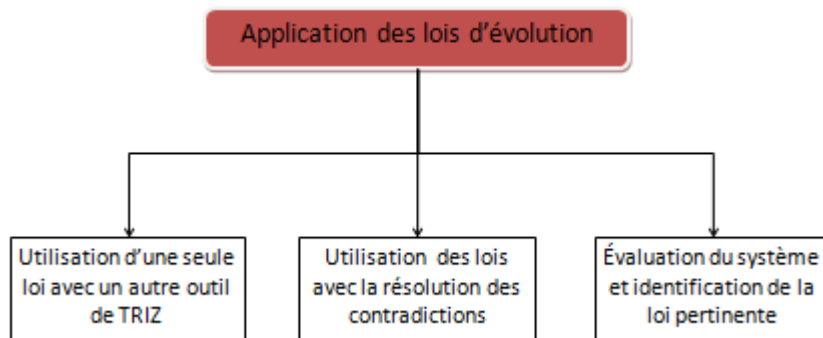 Application des lois d’évolution
Utilisation d’une seule
loi avec un autre outil
de TRIZ
Utilisation des lois
avec la résolution des
contradictions
Évaluation du système
et identification de la
loi pertinente